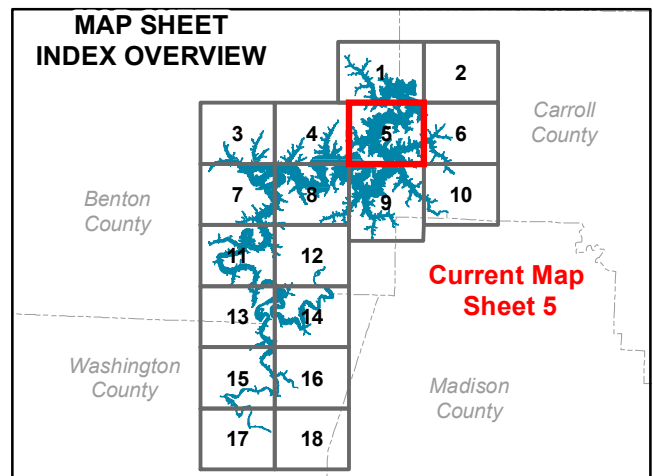 MAP SHEET
INDEX OVERVIEW
1
2
Carroll
County
3
4
5
6
Benton
County
7
8
9
10
11
12
Current Map
Sheet 5
13
14
Washington
County
15
16
Madison
County
17
18